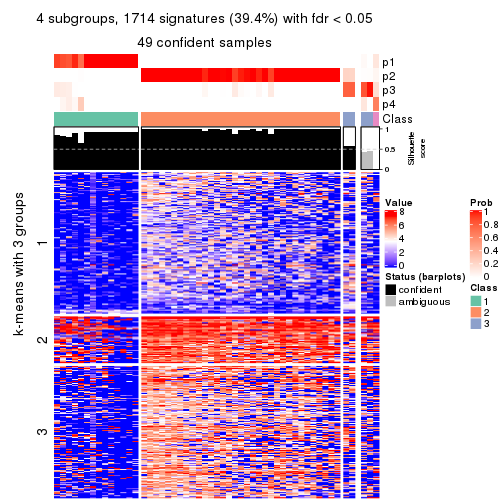 4 subgroups, 1714 signatures (39.4%) with fdr < 0.05
49 confident samples
p1
p2
p3
p4
Class
1
0.5
0
Silhouette
score
k-means with 3 groups
1
2
3
Value
8
6
4
2
0
Status (barplots)
confident
ambiguous
Prob
1
0.8
0.6
0.4
0.2
0
Class
1
2
3